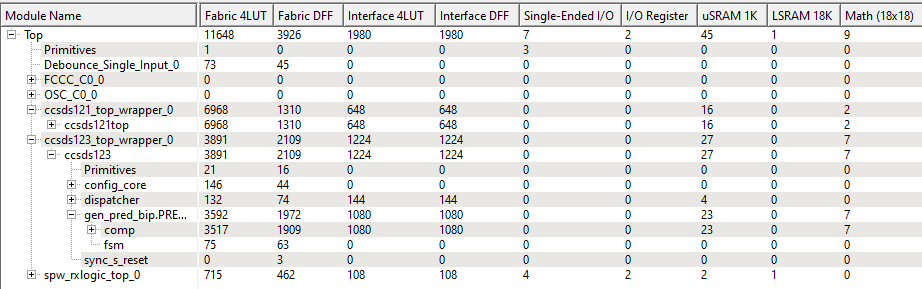 Module Name Fabric 4LUT Fabric DFF Interface 4LUT Interface DFF Single-Ended I/O I/O Register uSRAM 1K LSRAM 18K Math (18x18)
Top 11648 3926 1980 1980 7 2 45 1 9
Primitives 1 0 0 0 3 0 0 0 0
Debounce_Single_Input_0 73 45 0 0 0 0 0 0 0
FCCC_C0_0 0 0 0 0 0 0 0 0 0
OSC_C0_0 0 0 0 0 0 0 0 0 0
ccsds121_top_wrapper_0 6968 1310 648 648 0 0 16 0 2
ccsds121top 6968 1310 648 648 0 0 16 0 2
ccsds123_top_wrapper_0 3891 2109 1224 1224 0 0 27 0 7
ccsds123 3891 2109 1224 1224 0 0 27 0 7
Primitives 21 16 0 0 0 0 0 0 0
config_core 146 44 0 0 0 0 0 0 0
dispatcher 132 74 144 144 0 0 4 0 0
gen_pred_bip.PRE... 3592 1972 1080 1080 0 0 23 0 7
comp 3517 1909 1080 1080 0 0 23 0 7
fsm 75 63 0 0 0 0 0 0 0
sync_s_reset 0 3 0 0 0 0 0 0 0
spw_rxlogic_top_0 715 462 108 108 4 2 2 1 0